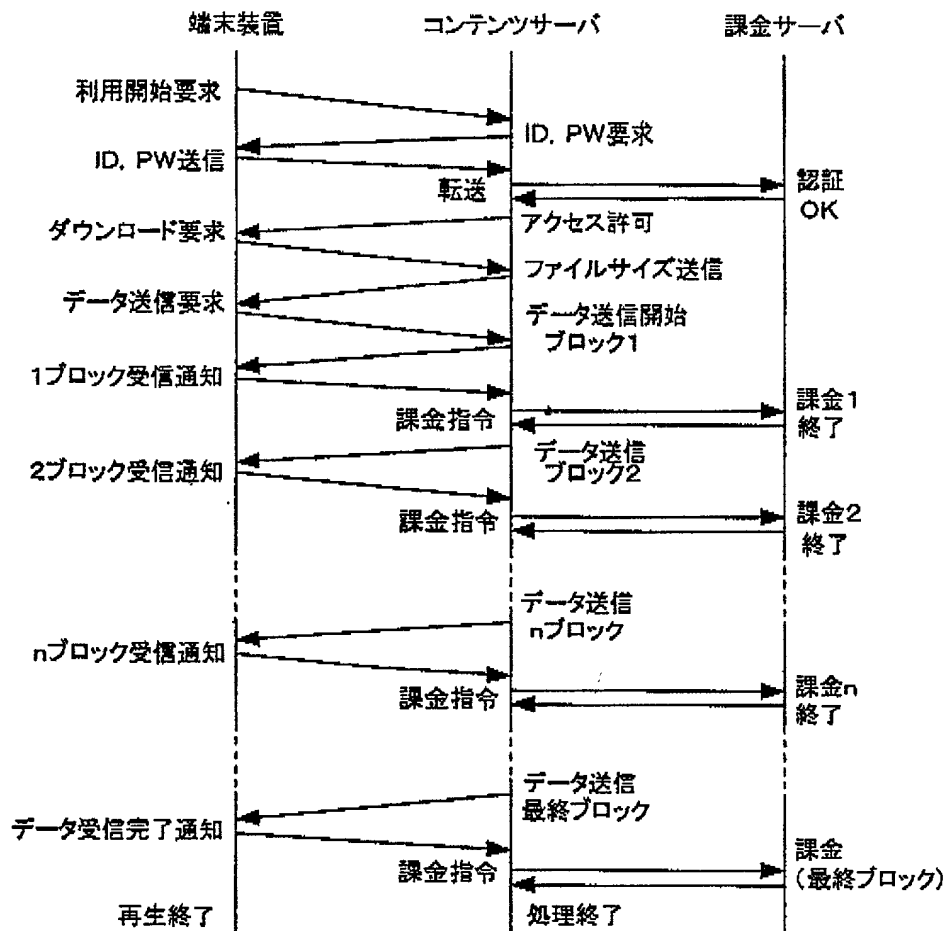 端末装置
コンテンツサーバ
課金サーバ
利用開始要求
ID, PW要求
ID, PW送信
転送
認証
OK
アクセス許可
ダウンロード要求
ファイルサイズ送信
データ送信要求
データ送信開始
ブロック1
1ブロック受信通知
課金指令
課金1
終了
データ送信
ブロック2
2ブロック受信通知
課金指令
課金2
終了
データ送信
nブロック
nブロック受信通知
課金指令
課金n
終了
データ送信
最終ブロック
データ受信完了通知
課金指令
課金
(最終ブロック)
再生終了
処理終了